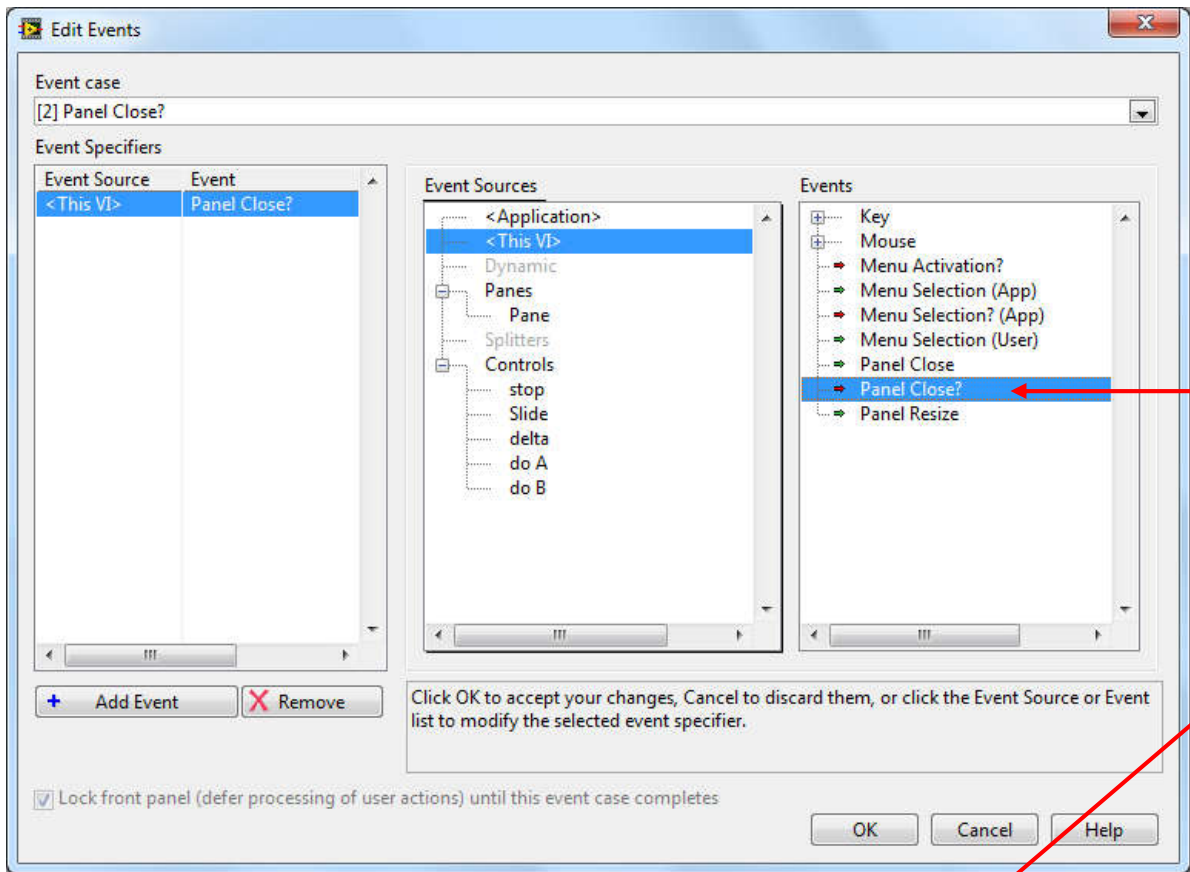 Edit Events
Event case
[2] Panel Close?
Event Specifiers
Event Source Event
<This VI> Panel Close?
Event Sources
<Application>
<This VI>
Dynamic
Panes
Pane
Splitters
Controls
stop
Slide
delta
do A
do B
Events
Key
Mouse
Menu Activation?
Menu Selection (App)
Menu Selection? (App)
Menu Selection (User)
Panel Close
Panel Close?
Panel Resize
Add Event
Remove
Click OK to accept your changes, Cancel to discard them, or click the Event Source or Event
list to modify the selected event specifier.
Lock front panel (defer processing of user actions) until this event case completes
OK
Cancel
Help